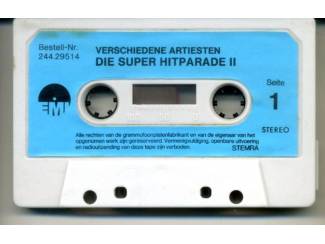 Bestell-Nr.
244.29514
VERSCHIEDENE ARTIESTEN
DIE SUPER HITPARADE II
EMI
Seite
1
Alle rechten van de grammofoonplatenfabrikant en van de eigenaar van het
opgenomen werk zijn gereserveerd. Vermenigvuldiging, openbare uitvoering
en radiouitzending van deze tape zijn verboden.
STEREO
STEMRA